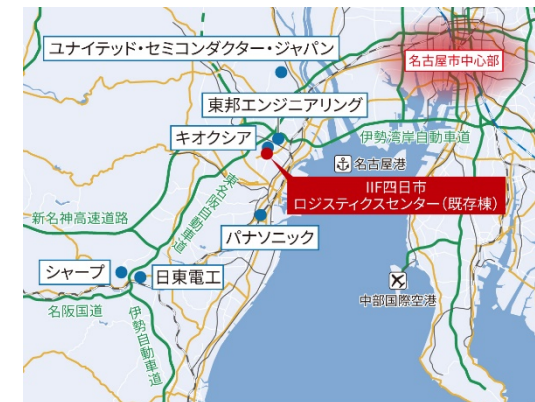 ユナイテッド・セミコンダクター・ジャパン
名古屋市中心部
東邦エンジニアリング
キオクシア
伊勢湾岸自動車道
名古屋港
IIF四日市
ロジスティクスセンター(既存棟)
東名阪自動車道
新名神高速道路
パナソニック
シャープ
日東電工
中部国際空港
名阪国道
伊勢自動車道